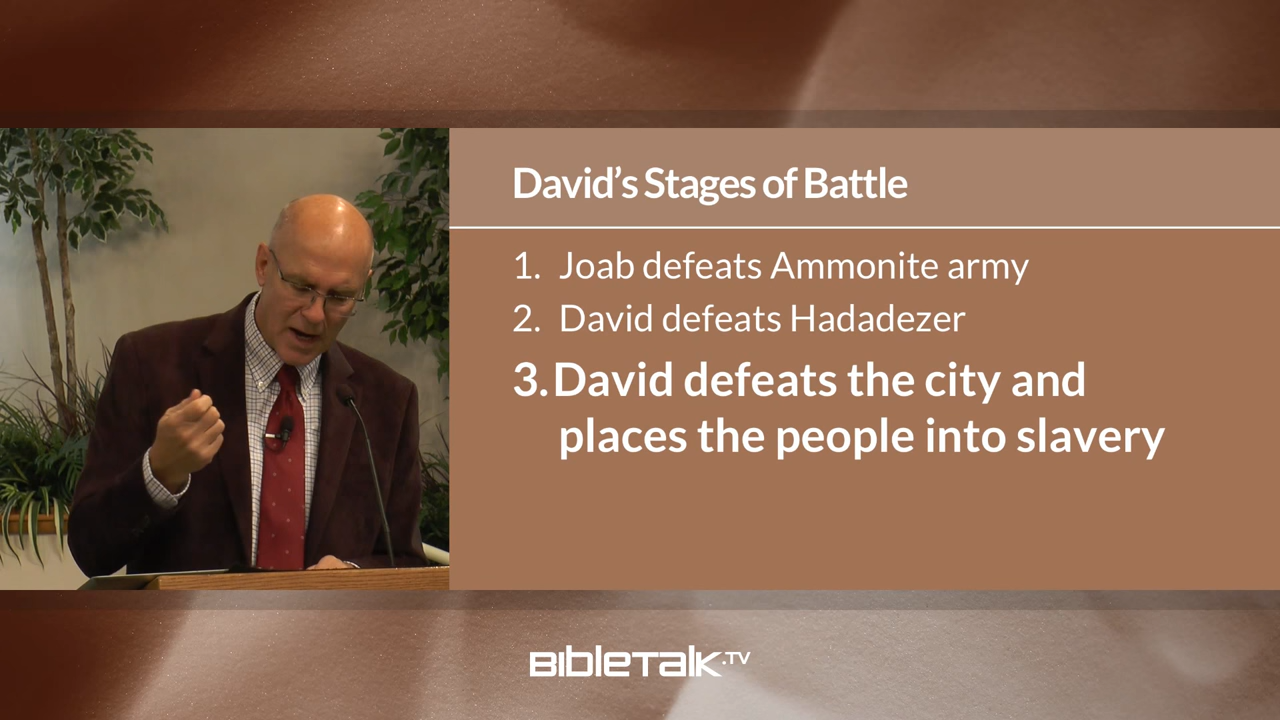 David's Stages of Battle
1. Joab defeats Ammonite army
2. David defeats Hadadezer
3. David defeats the city and
places the people into slavery
BIBLETALK.TV